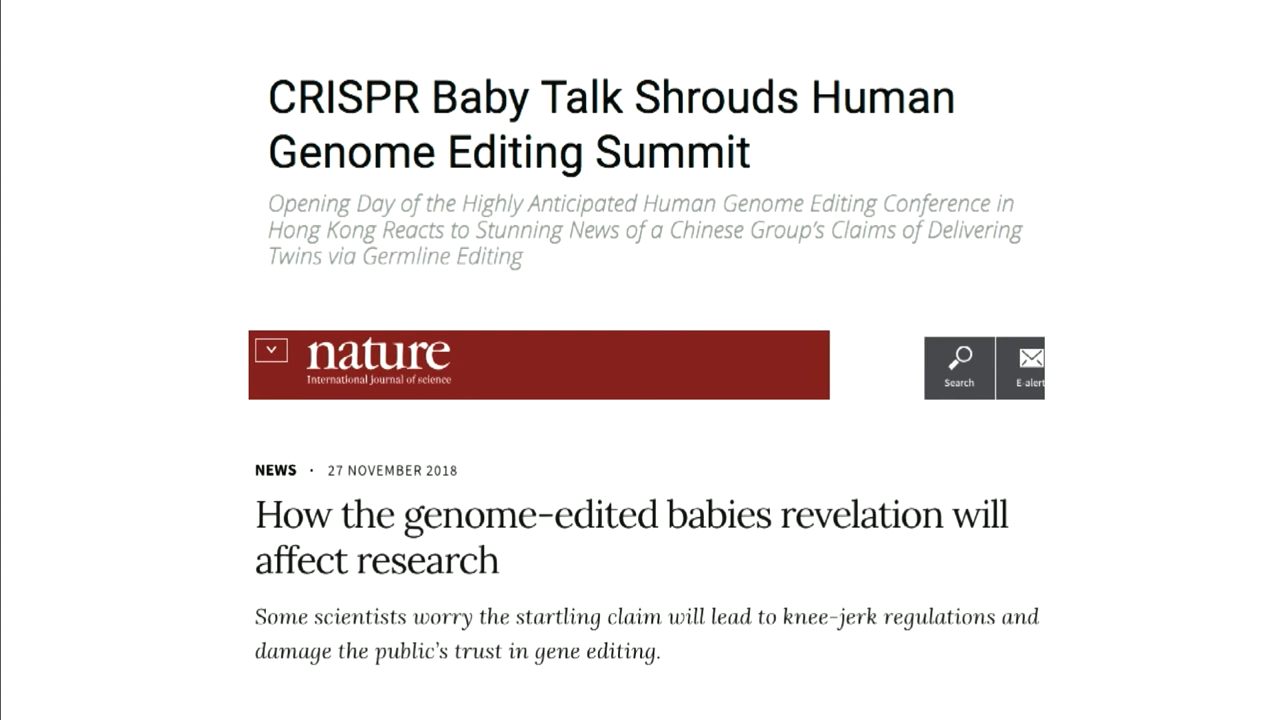 CRISPR Baby Talk Shrouds Human
Genome Editing Summit
Opening Day of the Highly Anticipated Human Genome Editing Conference in
Hong Kong Reacts to Stunning News of a Chinese Group's Claims of Delivering
Twins via Germline Editing
nature
International journal of science
Search
E-alert
NEWS · 27 NOVEMBER 2018
How the genome-edited babies revelation will
affect research
Some scientists worry the startling claim will lead to knee-jerk regulations and
damage the public's trust in gene editing.